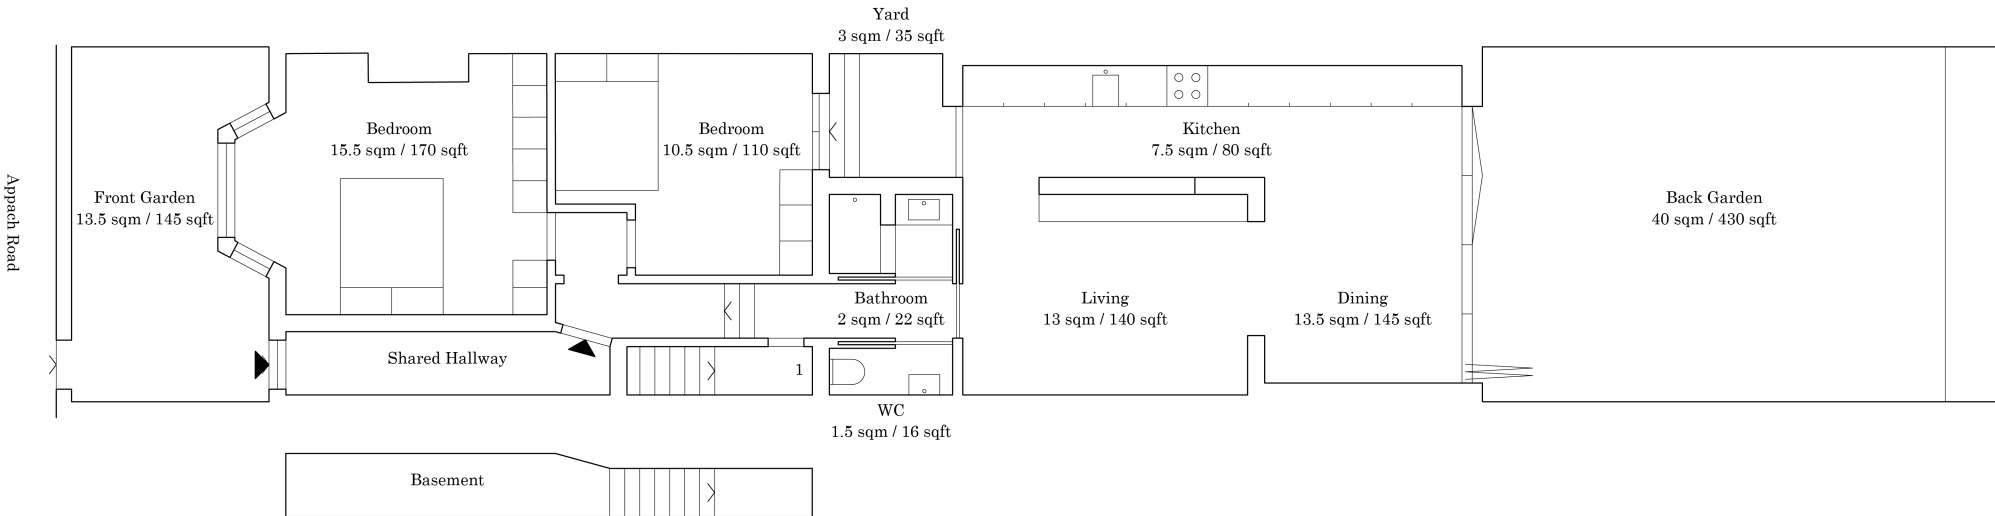 Yard
3 sqm / 35 sqft
Bedroom
15.5 sqm / 170 sqft
Bedroom
10.5 sqm / 110 sqft
Kitchen
7.5 sqm / 80 sqft
Appach Road
Front Garden
13.5 sqm / 145 sqft
Back Garden
40 sqm / 430 sqft
Bathroom
2 sqm / 22 sqft
Living
13 sqm / 140 sqft
Dining
13.5 sqm / 145 sqft
Shared Hallway
1
WC
1.5 sqm / 16 sqft
Basement